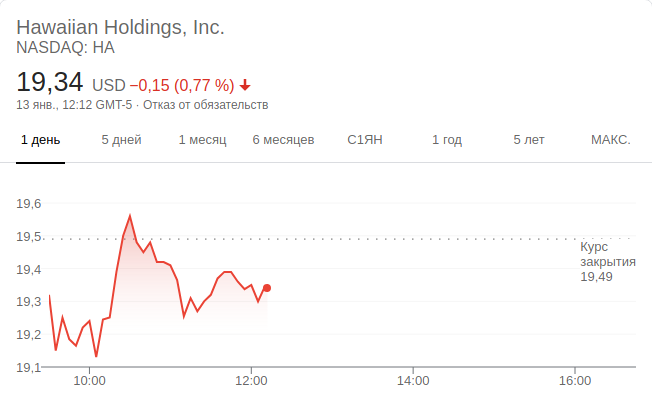 Hawaiian Holdings, Inc.
NASDAQ: HA
19,34 USD −0,15 (0,77 %)
13 янв., 12:12 GMT-5 · Отказ от обязательств
1 день 5 дней 1 месяц 6 месяцев С1ЯН 1 год 5 лет МАКС.
19,6
19,5
Курс
закрытия
19,49
19,4
19,3
19,2
19,1
10:00 12:00 14:00 16:00